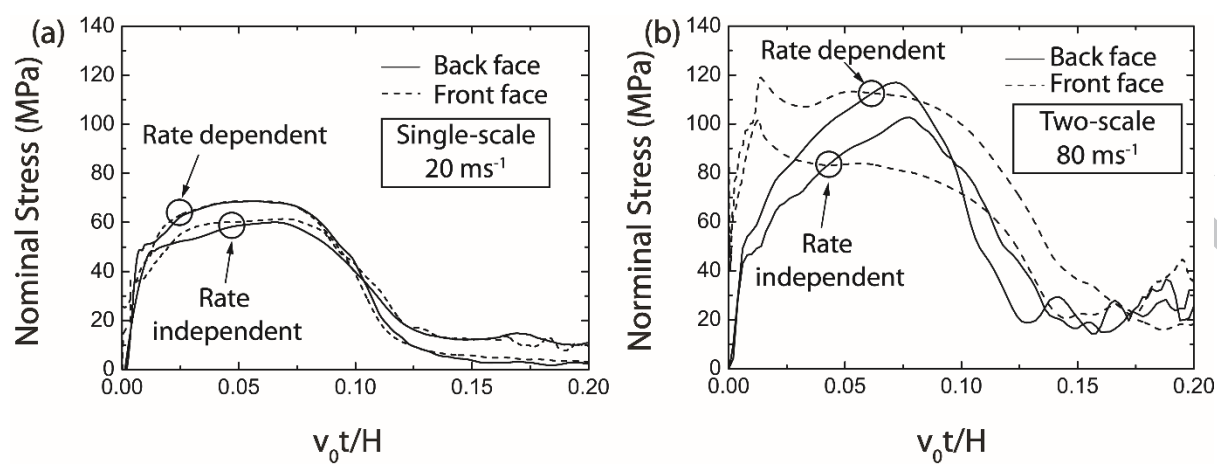 (a)
140
120
100
80
60
40
20
0
Nominal Stress (MPa)
Back face
Front face
Rate dependent
Single-scale
20 ms⁻¹
Rate
independent
0.00 0.05 0.10 0.15 0.20
v₀t/H
(b)
140
120
100
80
60
40
20
0
Norminal Stress (MPa)
Rate dependent
Back face
Front face
Two-scale
80 ms⁻¹
Rate
independent
0.00 0.05 0.10 0.15 0.20
v₀t/H